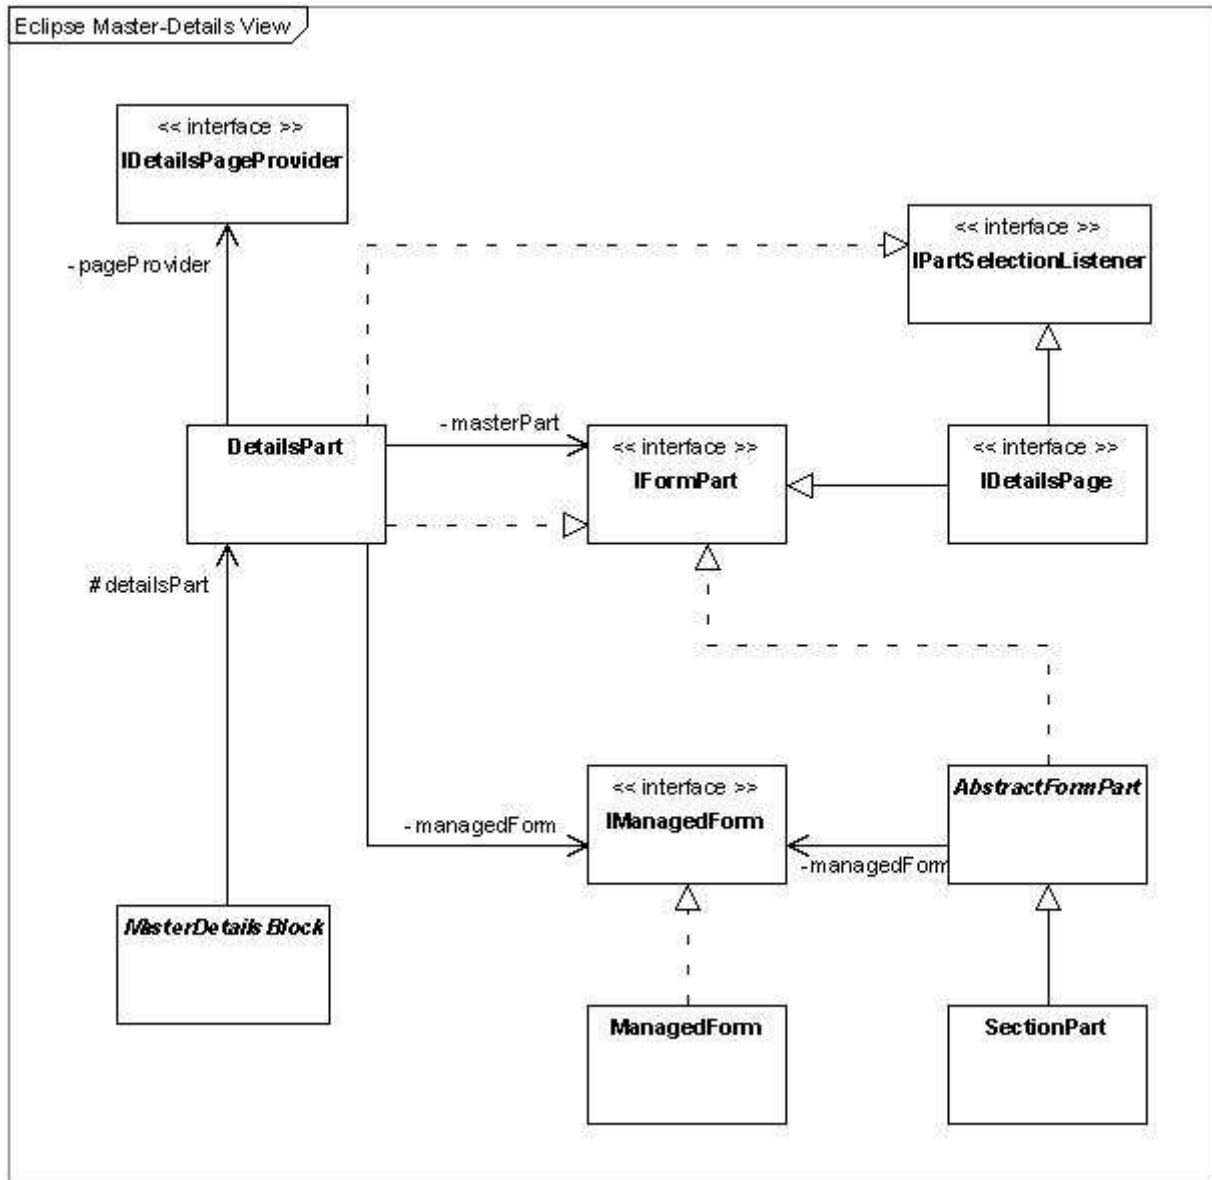 Eclipse Master-Details View
<< interface >>
IDetailsPageProvider
<< interface >>
IPartSelectionListener
- pageProvider
DetailsPart
- masterPart
<< interface >>
IFormPart
<< interface >>
IDetailsPage
# detailsPart
<< interface >>
IManagedForm
AbstractFormPart
- managedForm
- managedForm
MasterDetailsBlock
ManagedForm
SectionPart